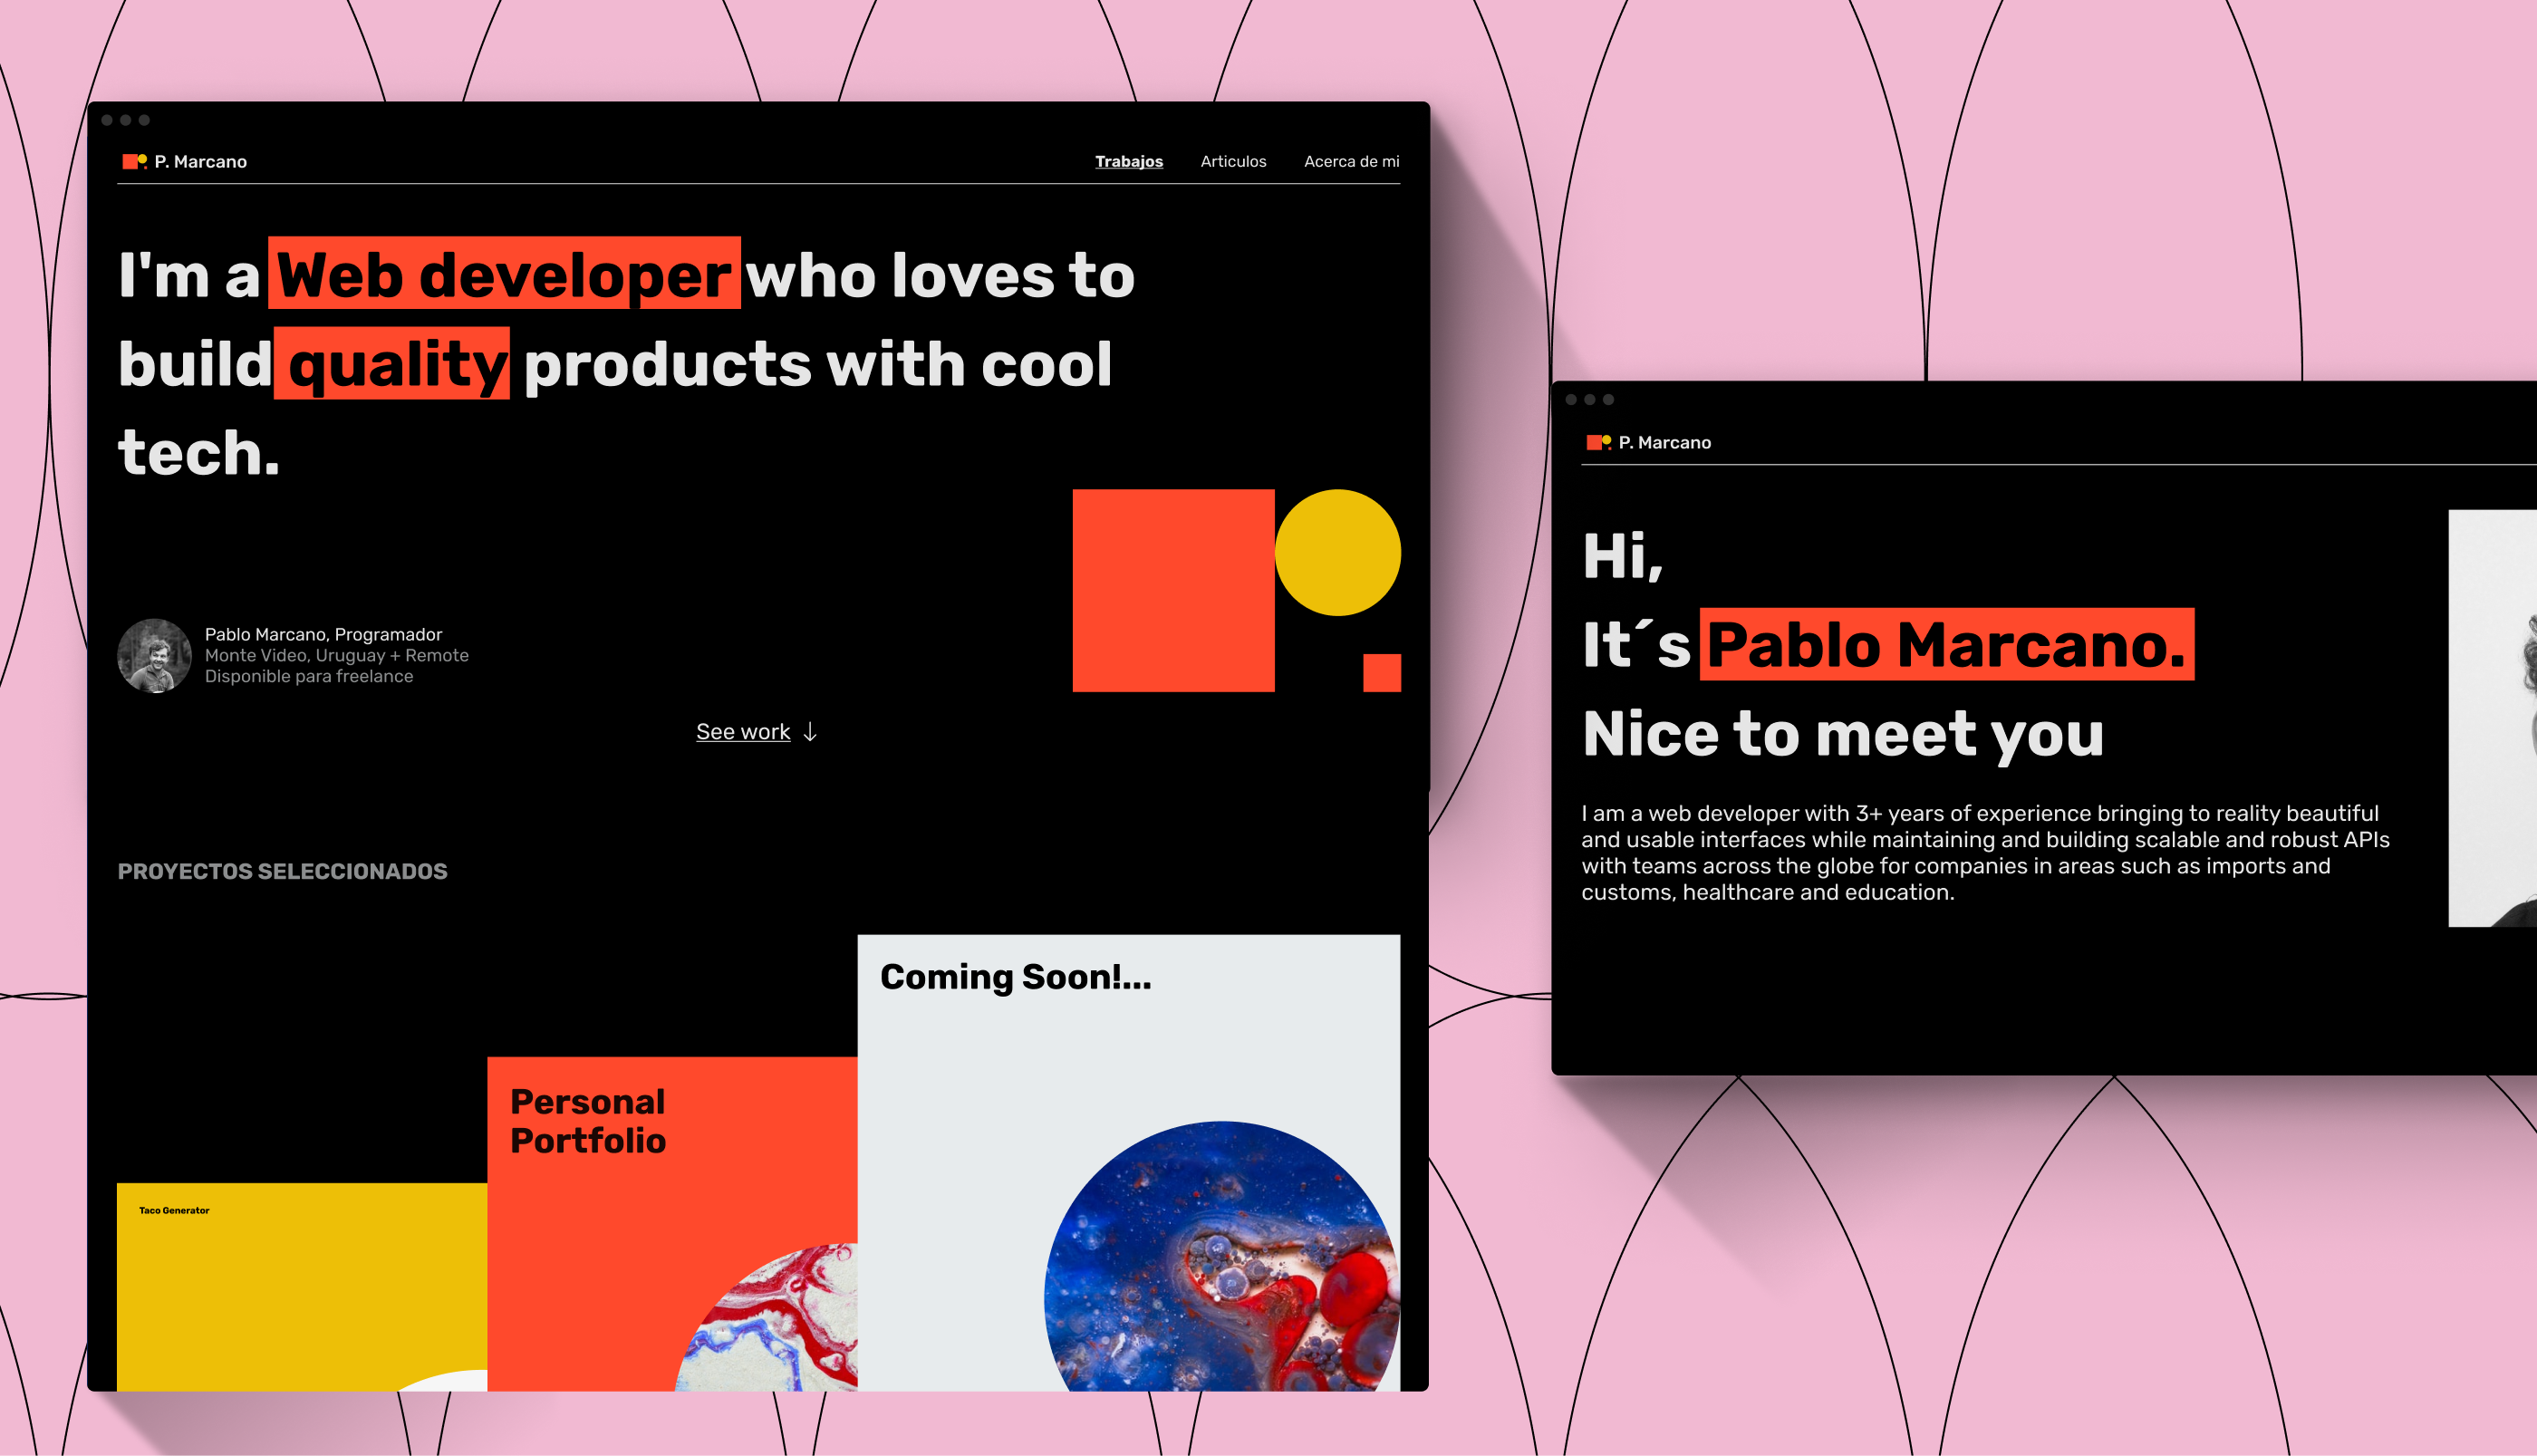 P. Marcano
Trabajos Articulos Acerca de mi
I'm a Web developer who loves to
build quality products with cool
tech.
Pablo Marcano, Programador
Monte Video, Uruguay + Remote
Disponible para freelance
See work ↓
PROYECTOS SELECCIONADOS
Taco Generator
Personal
Portfolio
Coming Soon!...
P. Marcano
Hi,
It´s Pablo Marcano.
Nice to meet you
I am a web developer with 3+ years of experience bringing to reality beautiful
and usable interfaces while maintaining and building scalable and robust APIs
with teams across the globe for companies in areas such as imports and
customs, healthcare and education.